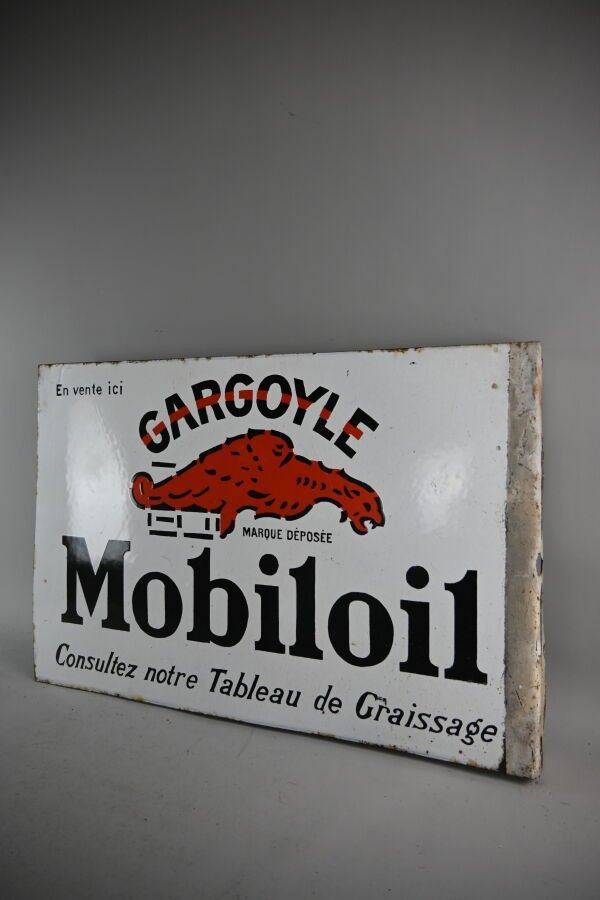 En vente ici
GARGOYLE
MARQUE DÉPOSÉE
Mobiloil
Consultez notre Tableau de Graissage